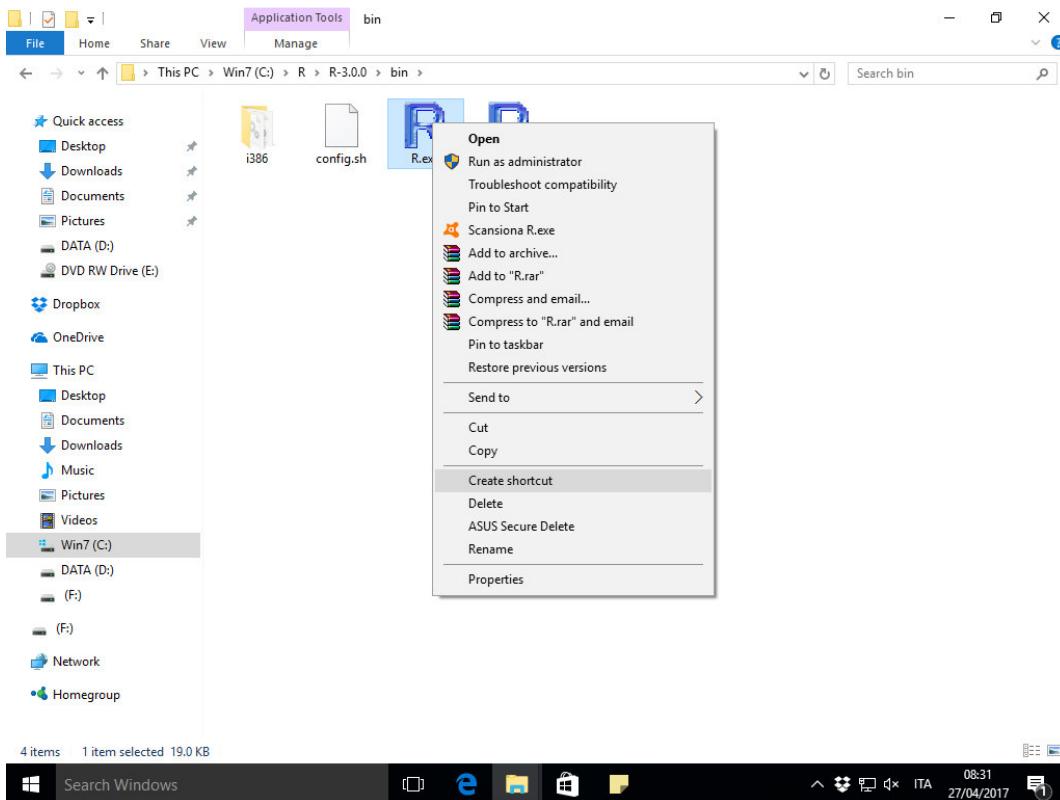 Application Tools
bin
File
Home
Share
View
Manage
This PC
Win7 (C:)
R
R-3.0.0
bin
Search bin
Quick access
Desktop
Downloads
Documents
Pictures
DATA (D:)
DVD RW Drive (E:)
Dropbox
OneDrive
This PC
Desktop
Documents
Downloads
Music
Pictures
Videos
Win7 (C:)
DATA (D:)
(F:)
(F:)
Network
Homegroup
i386
config.sh
R.ex
Open
Run as administrator
Troubleshoot compatibility
Pin to Start
Scansiona R.exe
Add to archive...
Add to "R.rar"
Compress and email...
Compress to "R.rar" and email
Pin to taskbar
Restore previous versions
Send to
Cut
Copy
Create shortcut
Delete
ASUS Secure Delete
Rename
Properties
4 items
1 item selected 19.0 KB
Search Windows
ITA
08:31
27/04/2017
1